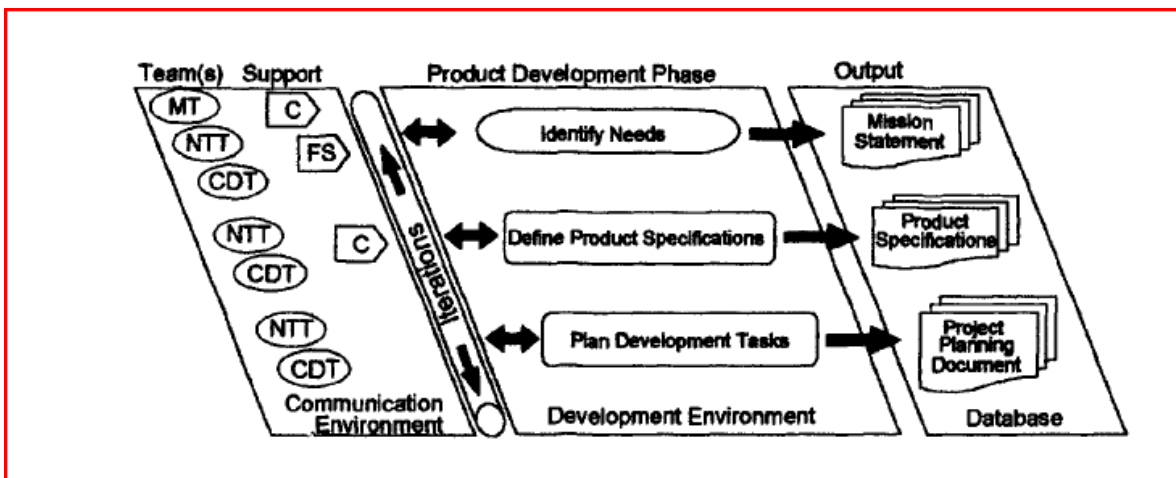 Team(s) Support Product Development Phase Output
MT C Identify Needs Mission
Statement
NTT FS
CDT
NTT C Define Product Specifications Product
Specifications
CDT
Iterations
NTT Plan Development Tasks Project
Planning
Document
CDT
Communication
Environment Development Environment Database